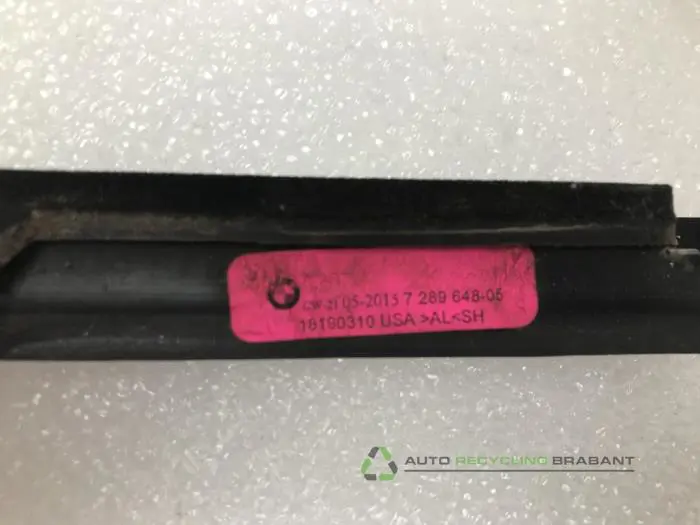 05-2015 7 289 648-05
18190310 USA >AL<SH
AUTO RECYCLING BRABANT